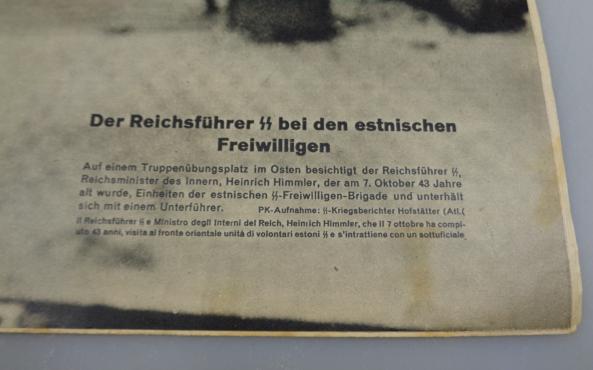 Der Reichsführer ᛋᛋ bei den estnischen
Freiwilligen
Auf einem Truppenübungsplatz im Osten besichtigt der Reichsführer ᛋᛋ,
Reichsminister des Innern, Heinrich Himmler, der am 7. Oktober 43 Jahre
alt wurde, Einheiten der estnischen ᛋᛋ-Freiwilligen-Brigade und unterhält
sich mit einem Unterführer. PK-Aufnahme: ᛋᛋ-Kriegsberichter Hofstätter (Atl.(
Il Reichsführer ᛋᛋ e Ministro degli Interni del Reich, Heinrich Himmler, che il 7 ottobre ha compi-
uto 43 anni, visita al fronte orientale unità di volontari estoni ᛋᛋ e s'intrattiene con un sottuficiale